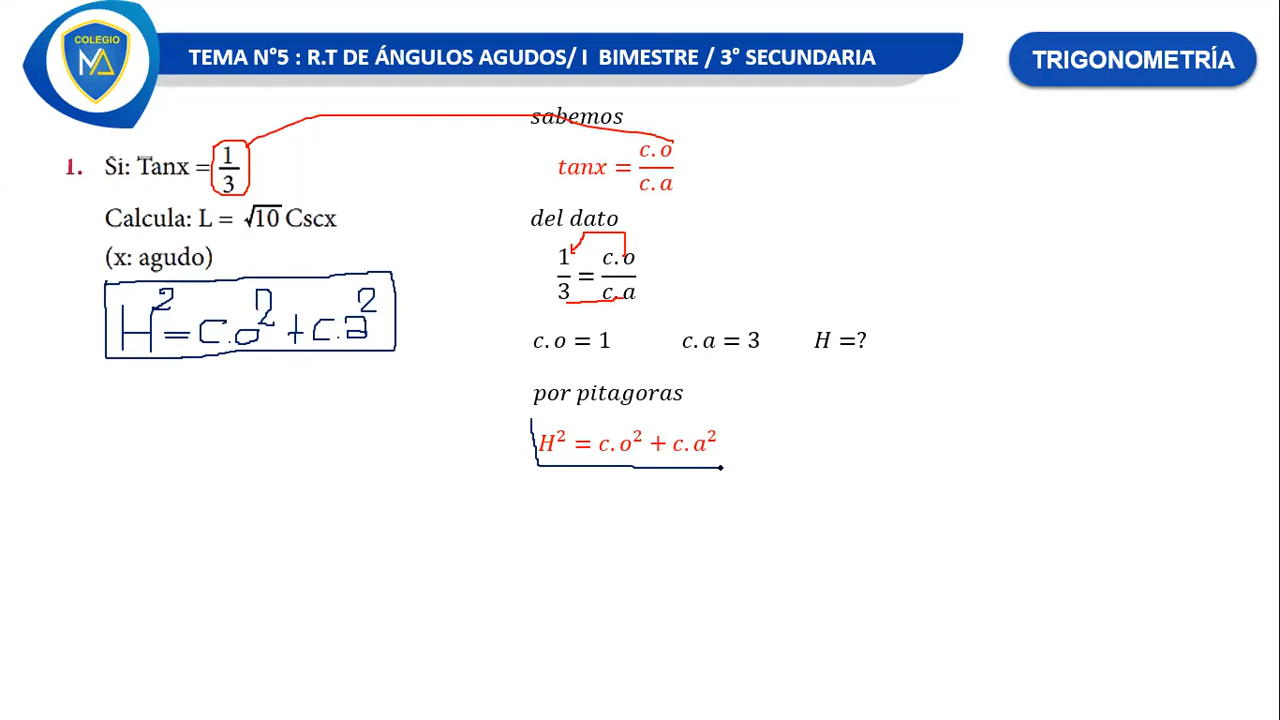 COLEGIO
MA
TEMA N°5 : R.T DE ÁNGULOS AGUDOS/ I BIMESTRE / 3° SECUNDARIA
TRIGONOMETRÍA
1. Si: Tanx = 1/3
Calcula: L = √10 Cscx
(x: agudo)
H² = c.o² + c.a²
sabemos
tanx = c.o/c.a
del dato
1/3 = c.o/c.a
c.o = 1 c.a = 3 H =?
por pitagoras
H² = c.o² + c.a²